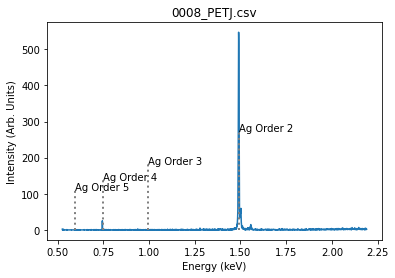 0008_PETJ.csv
Intensity (Arb. Units)
500
400
300
200
100
0
Ag Order 2
Ag Order 3
Ag Order 4
Ag Order 5
0.50 0.75 1.00 1.25 1.50 1.75 2.00 2.25
Energy (keV)